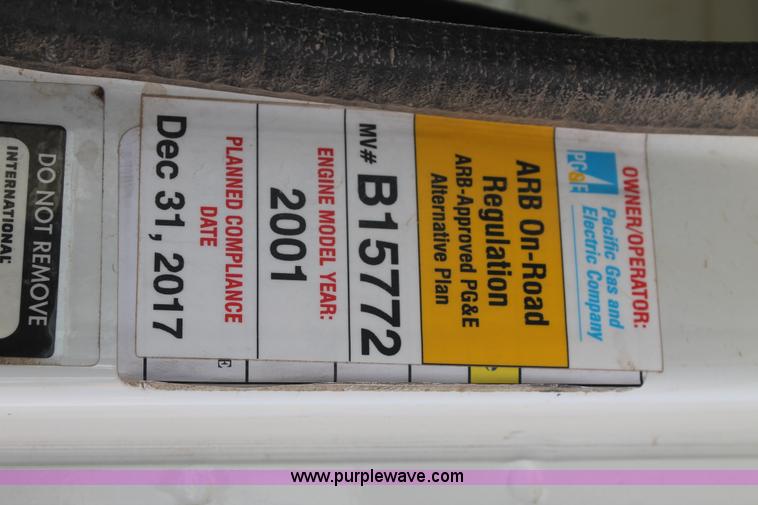 OWNER/OPERATOR:
PG&E
Pacific Gas and
Electric Company
ARB On-Road
Regulation
ARB-Approved PG&E
Alternative Plan
MV# B15772
ENGINE MODEL YEAR:
2001
PLANNED COMPLIANCE
DATE
Dec 31, 2017
E
DO NOT REMOVE
INTERNATIONAL
www.purplewave.com